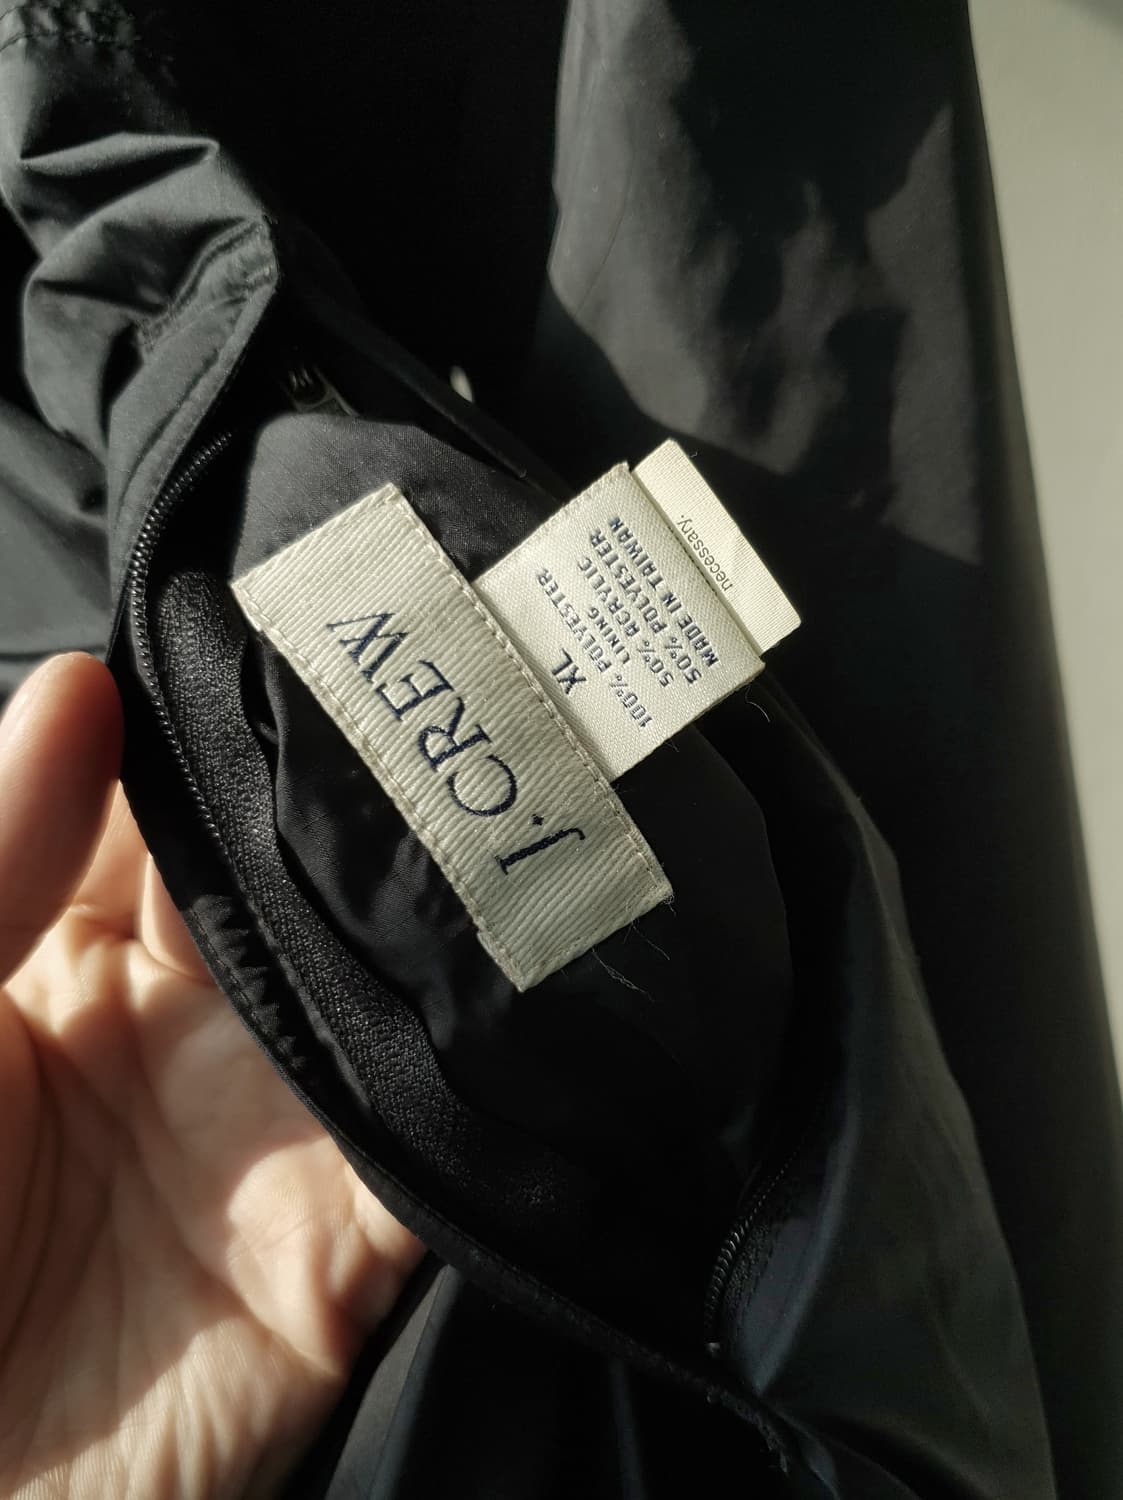 J.CREW
XL
100% POLYESTER
LINING
50% ACRYLIC
50% POLYESTER
MADE IN TAIWAN
necessary.